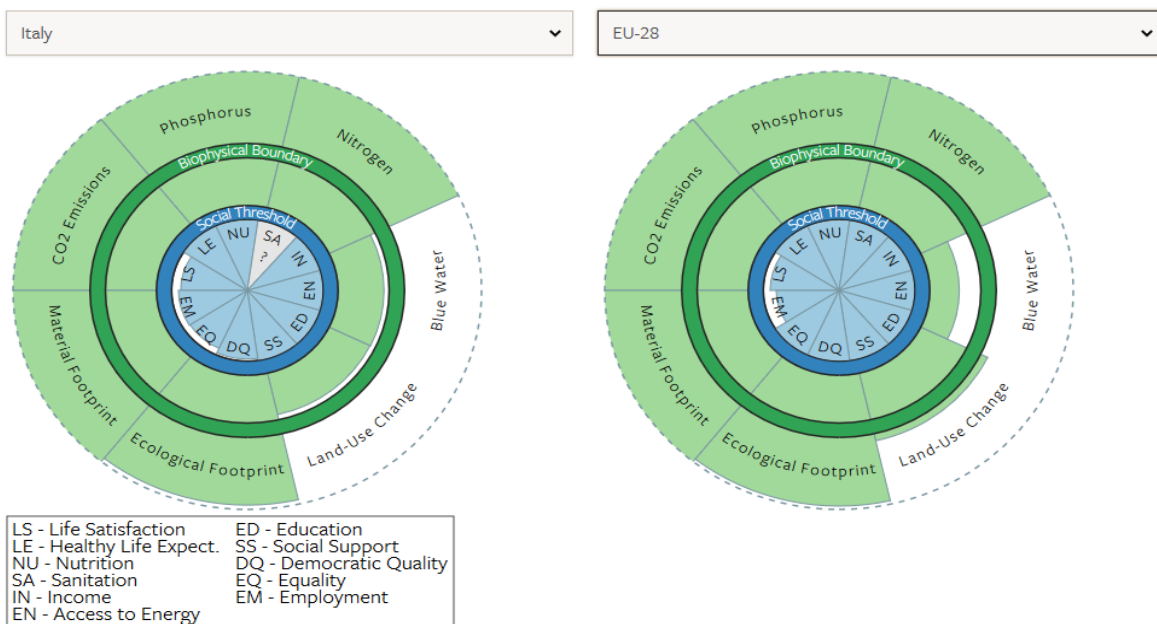 Italy
EU-28
Phosphorus
Nitrogen
CO2 Emissions
Biophysical Boundary
Social Threshold
LS
LE
NU
SA
?
IN
EN
ED
SS
DQ
EQ
EM
Blue Water
Material Footprint
Ecological Footprint
Land-Use Change
Phosphorus
Nitrogen
CO2 Emissions
Biophysical Boundary
Social Threshold
LS
LE
NU
SA
IN
EN
ED
SS
DQ
EQ
EM
Blue Water
Material Footprint
Ecological Footprint
Land-Use Change
LS - Life Satisfaction
LE - Healthy Life Expect.
NU - Nutrition
SA - Sanitation
IN - Income
EN - Access to Energy
ED - Education
SS - Social Support
DQ - Democratic Quality
EQ - Equality
EM - Employment